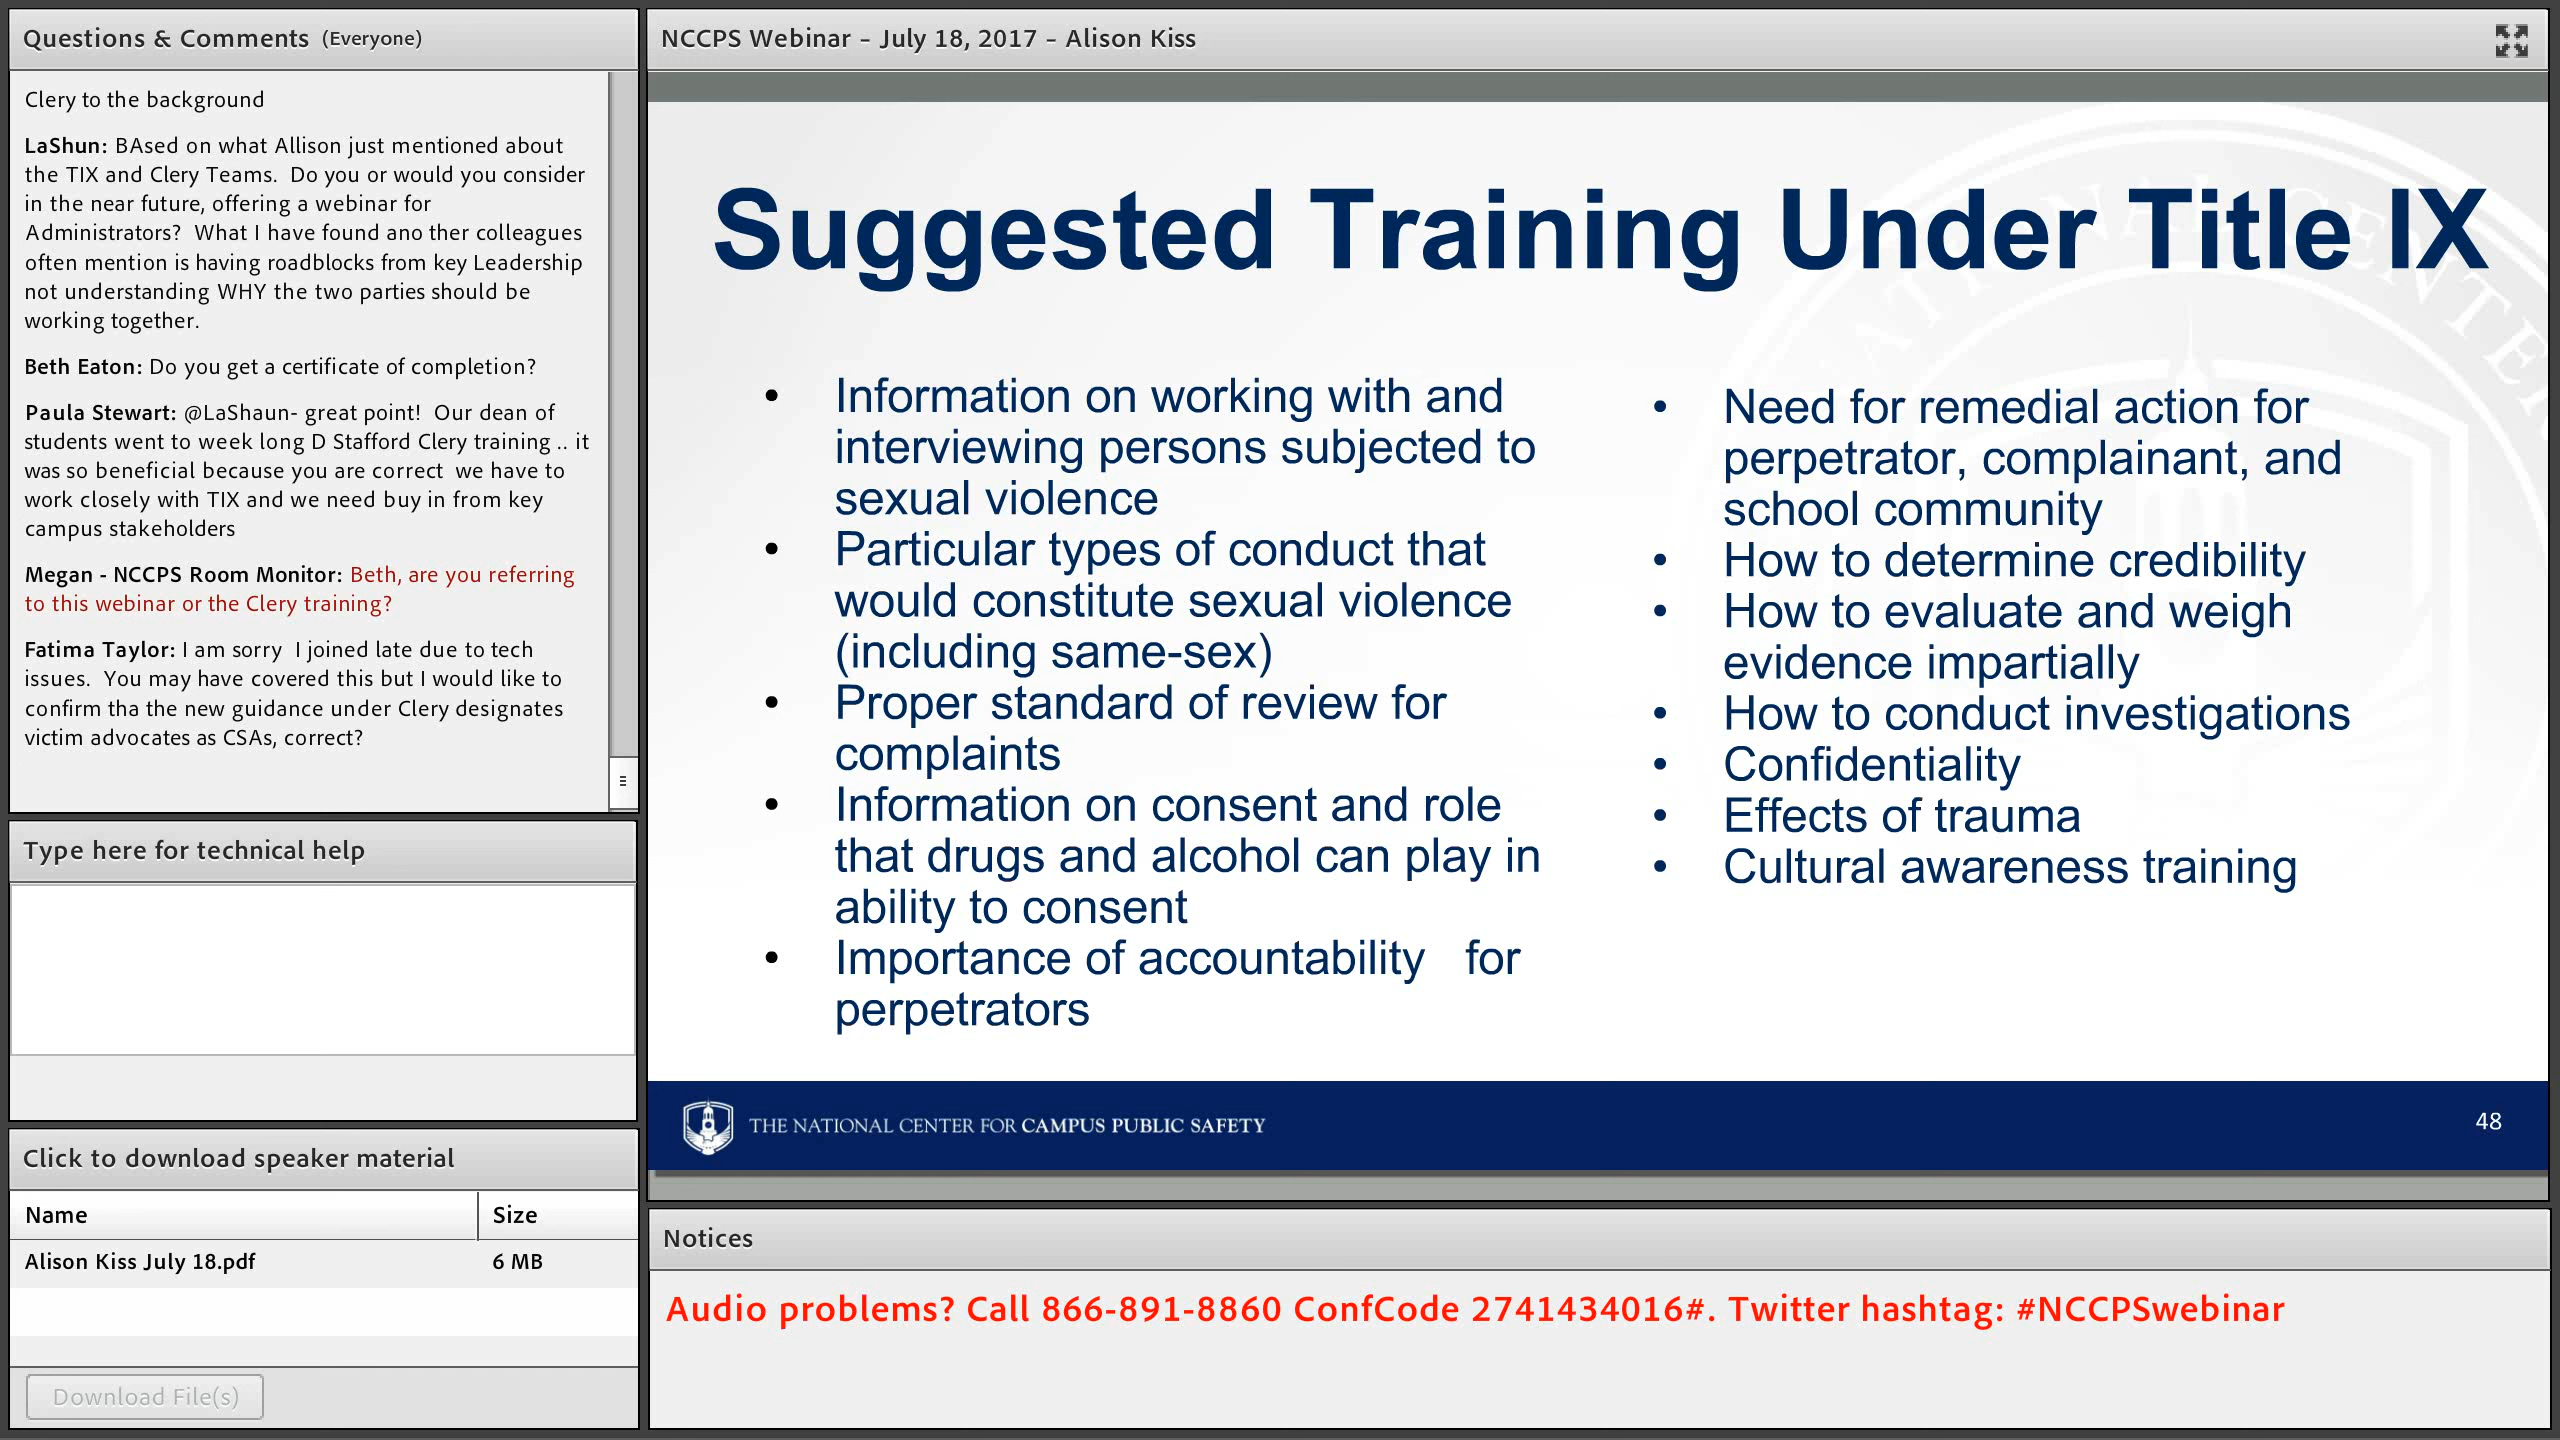 Questions & Comments (Everyone)
Clery to the background
LaShun: BAsed on what Allison just mentioned about
the TIX and Clery Teams. Do you or would you consider
in the near future, offering a webinar for
Administrators? What I have found ano ther colleagues
often mention is having roadblocks from key Leadership
not understanding WHY the two parties should be
working together.
Beth Eaton: Do you get a certificate of completion?
Paula Stewart: @LaShaun- great point! Our dean of
students went to week long D Stafford Clery training .. it
was so beneficial because you are correct we have to
work closely with TIX and we need buy in from key
campus stakeholders
Megan - NCCPS Room Monitor: Beth, are you referring
to this webinar or the Clery training?
Fatima Taylor: I am sorry I joined late due to tech
issues. You may have covered this but I would like to
confirm tha the new guidance under Clery designates
victim advocates as CSAs, correct?
Type here for technical help
Click to download speaker material
Name Size
Alison Kiss July 18.pdf 6 MB
Download File(s)
NCCPS Webinar – July 18, 2017 – Alison Kiss
NATIONAL CENTER
Suggested Training Under Title IX
• Information on working with and
interviewing persons subjected to
sexual violence
• Particular types of conduct that
would constitute sexual violence
(including same-sex)
• Proper standard of review for
complaints
• Information on consent and role
that drugs and alcohol can play in
ability to consent
• Importance of accountability for
perpetrators
• Need for remedial action for
perpetrator, complainant, and
school community
• How to determine credibility
• How to evaluate and weigh
evidence impartially
• How to conduct investigations
• Confidentiality
• Effects of trauma
• Cultural awareness training
THE NATIONAL CENTER FOR CAMPUS PUBLIC SAFETY
48
Notices
Audio problems? Call 866-891-8860 ConfCode 2741434016#. Twitter hashtag: #NCCPSwebinar